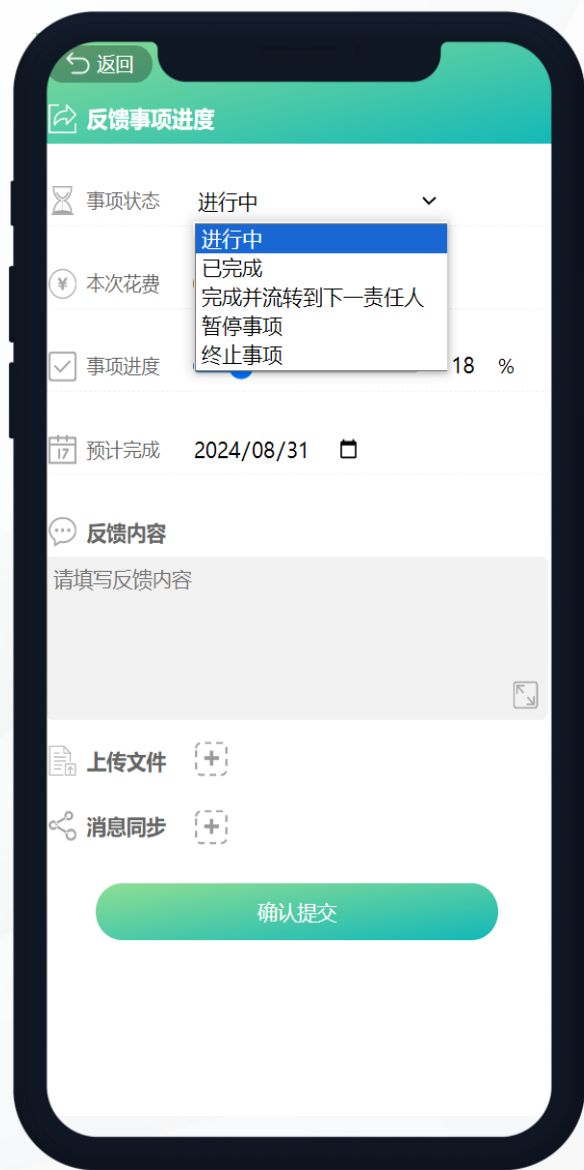 返回
反馈事项进度
事项状态 进行中
进行中
已完成
本次花费
完成并流转到下一责任人
暂停事项
终止事项
事项进度 18 %
17 预计完成 2024/08/31
反馈内容
请填写反馈内容
上传文件
消息同步
确认提交